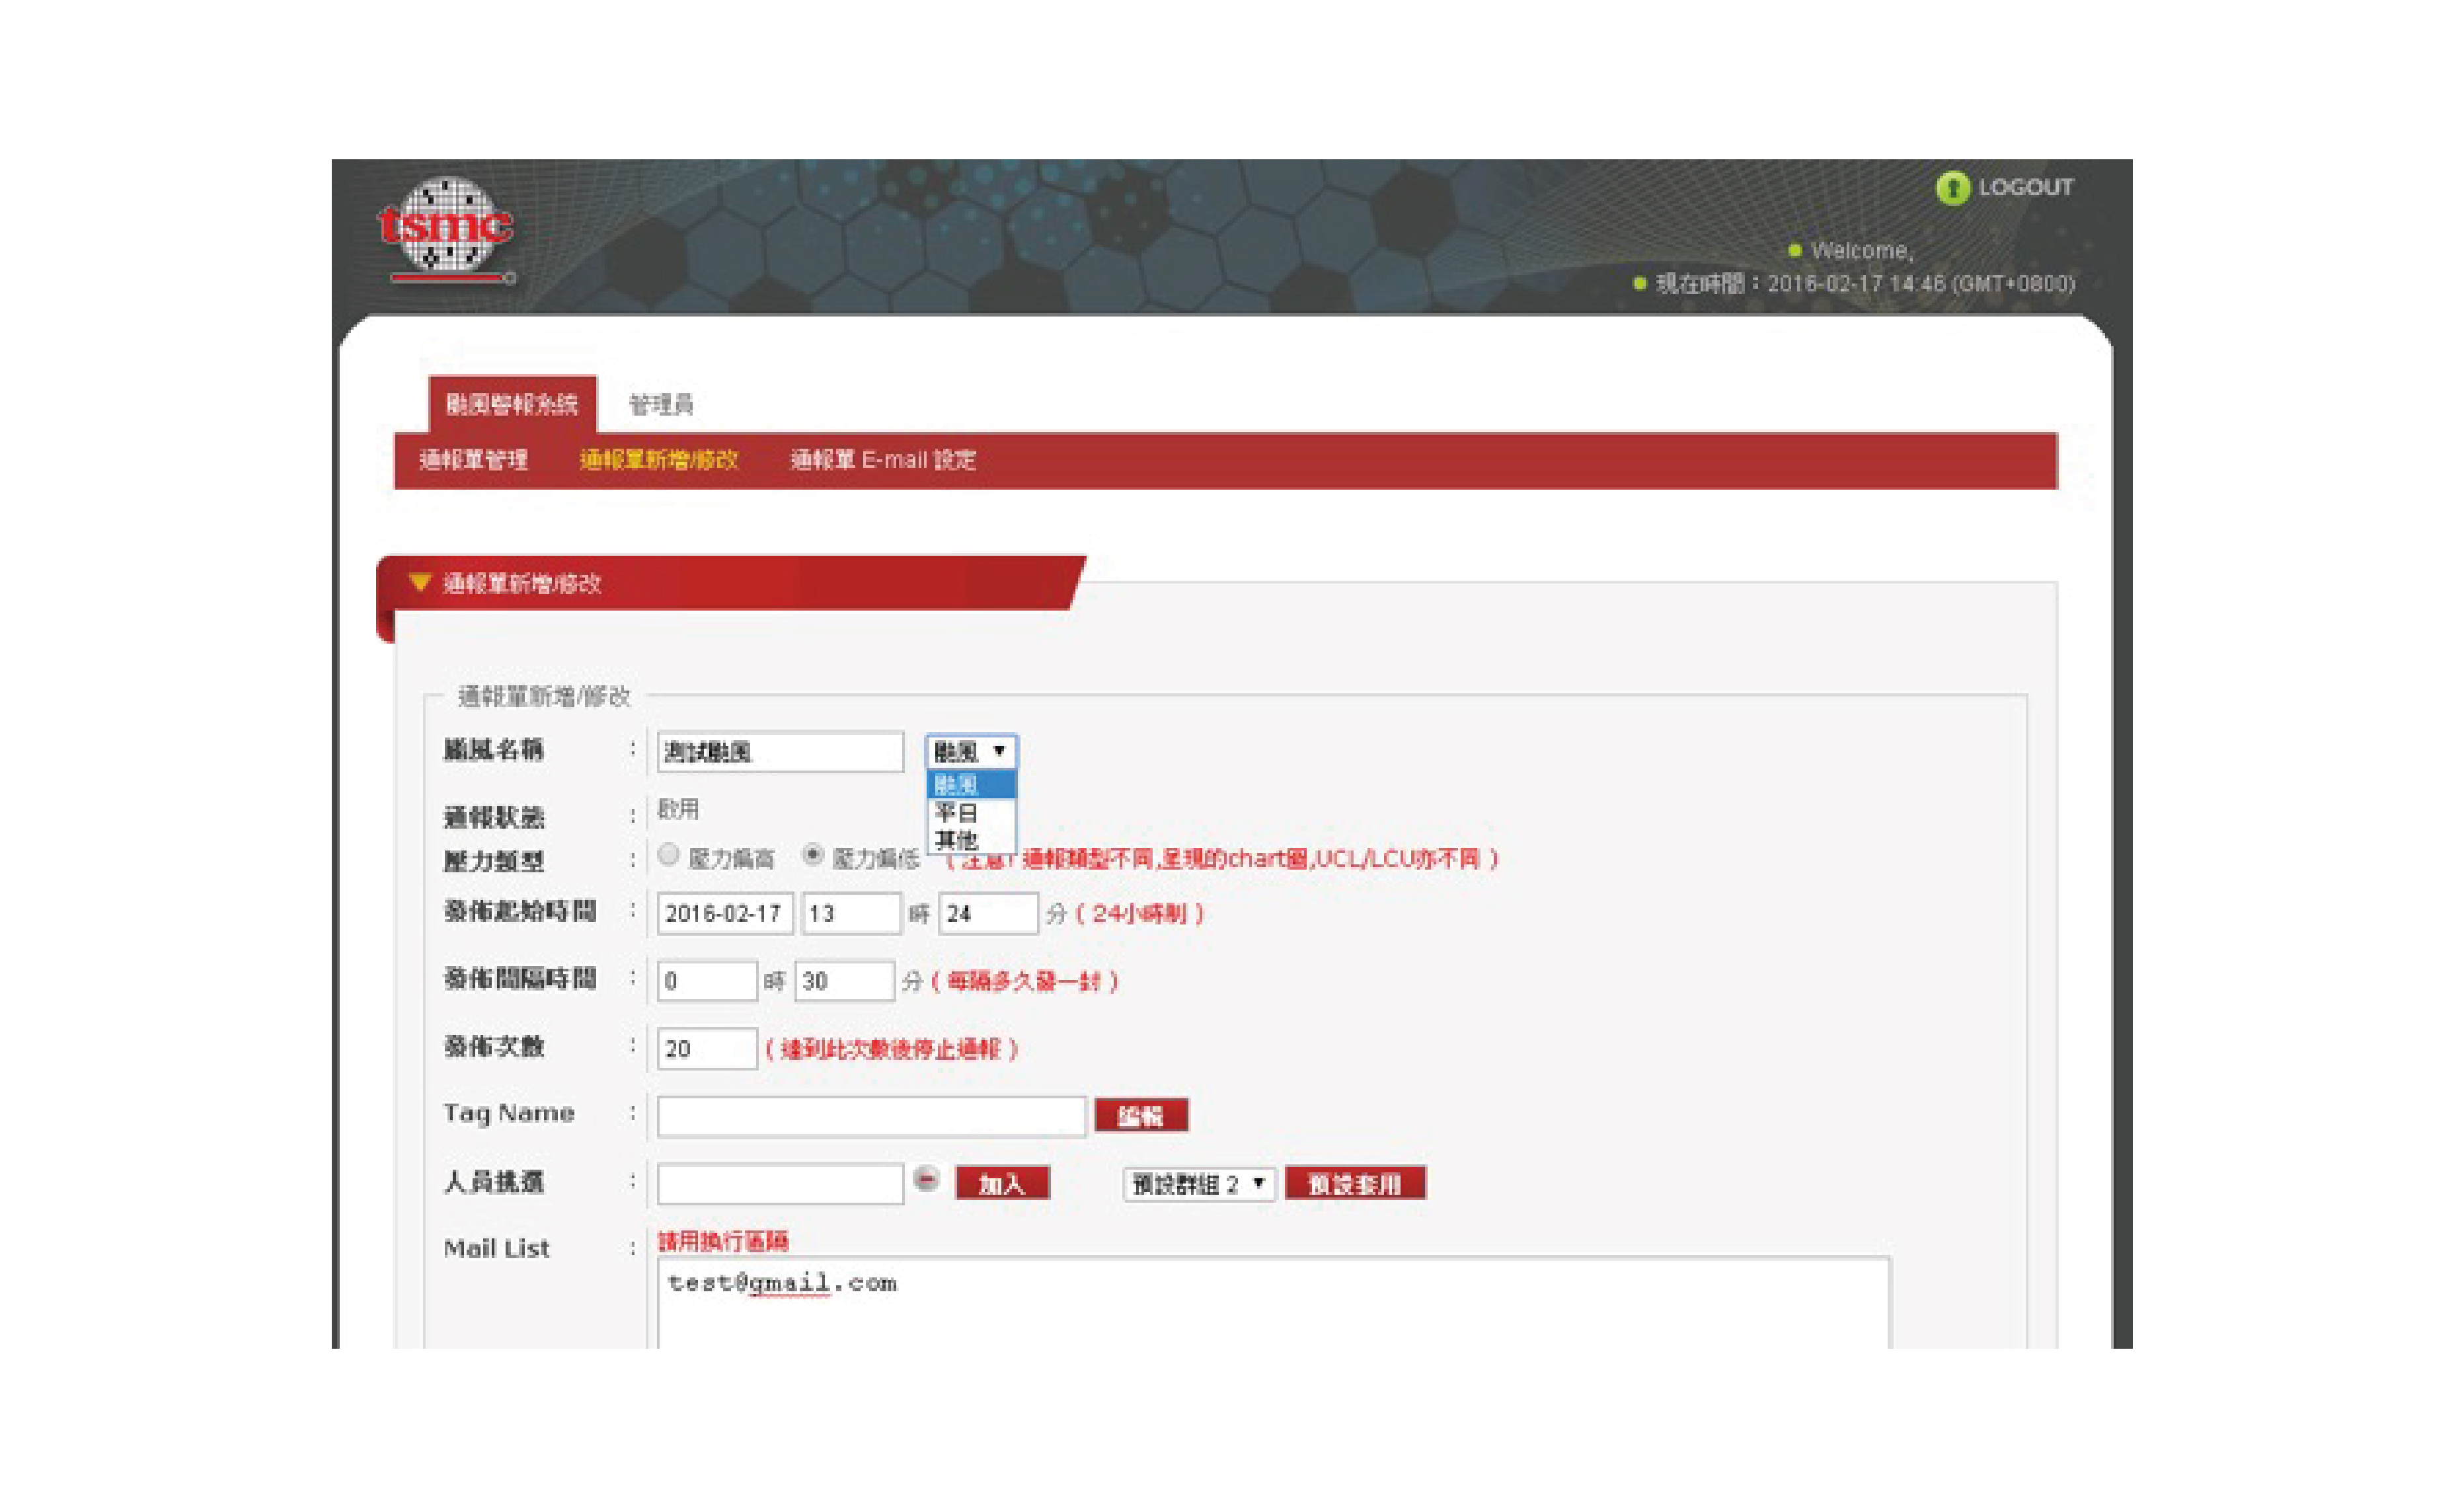 tsmc
LOGOUT
Welcome,
現在時間：2016-02-17 14:46 (GMT+0800)
颱風警報系統 管理員
通報單管理 通報單新增/修改 通報單 E-mail 設定
通報單新增/修改
通報單新增/修改
颱風名稱 : 測試颱風 颱風
颱風
平日
其他
通報狀態 : 啟用
壓力類型 : 壓力偏高 壓力偏低 ( 注意! 通報類型不同,呈現的chart圖,UCL/LCU亦不同 )
發佈起始時間 : 2016-02-17 13 時 24 分 ( 24小時制 )
發佈間隔時間 : 0 時 30 分 ( 每隔多久發一封 )
發佈次數 : 20 ( 達到此次數後停止通報 )
Tag Name : 編輯
人員挑選 : 加入 預設群組 2 預設套用
Mail List : 請用換行區隔
test@gmail.com